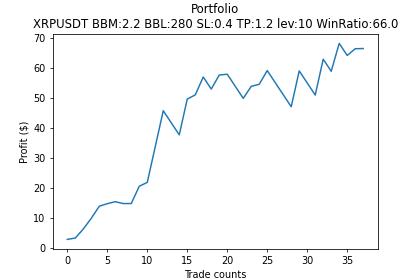 Portfolio
XRPUSDT BBM:2.2 BBL:280 SL:0.4 TP:1.2 lev:10 WinRatio:66.0
70
60
50
40
30
20
10
0
Profit ($)
0 5 10 15 20 25 30 35
Trade counts